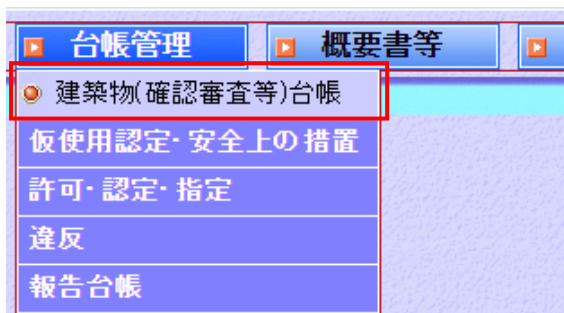 台帳管理 概要書等
建築物(確認審査等)台帳
仮使用認定・安全上の措置
許可・認定・指定
違反
報告台帳